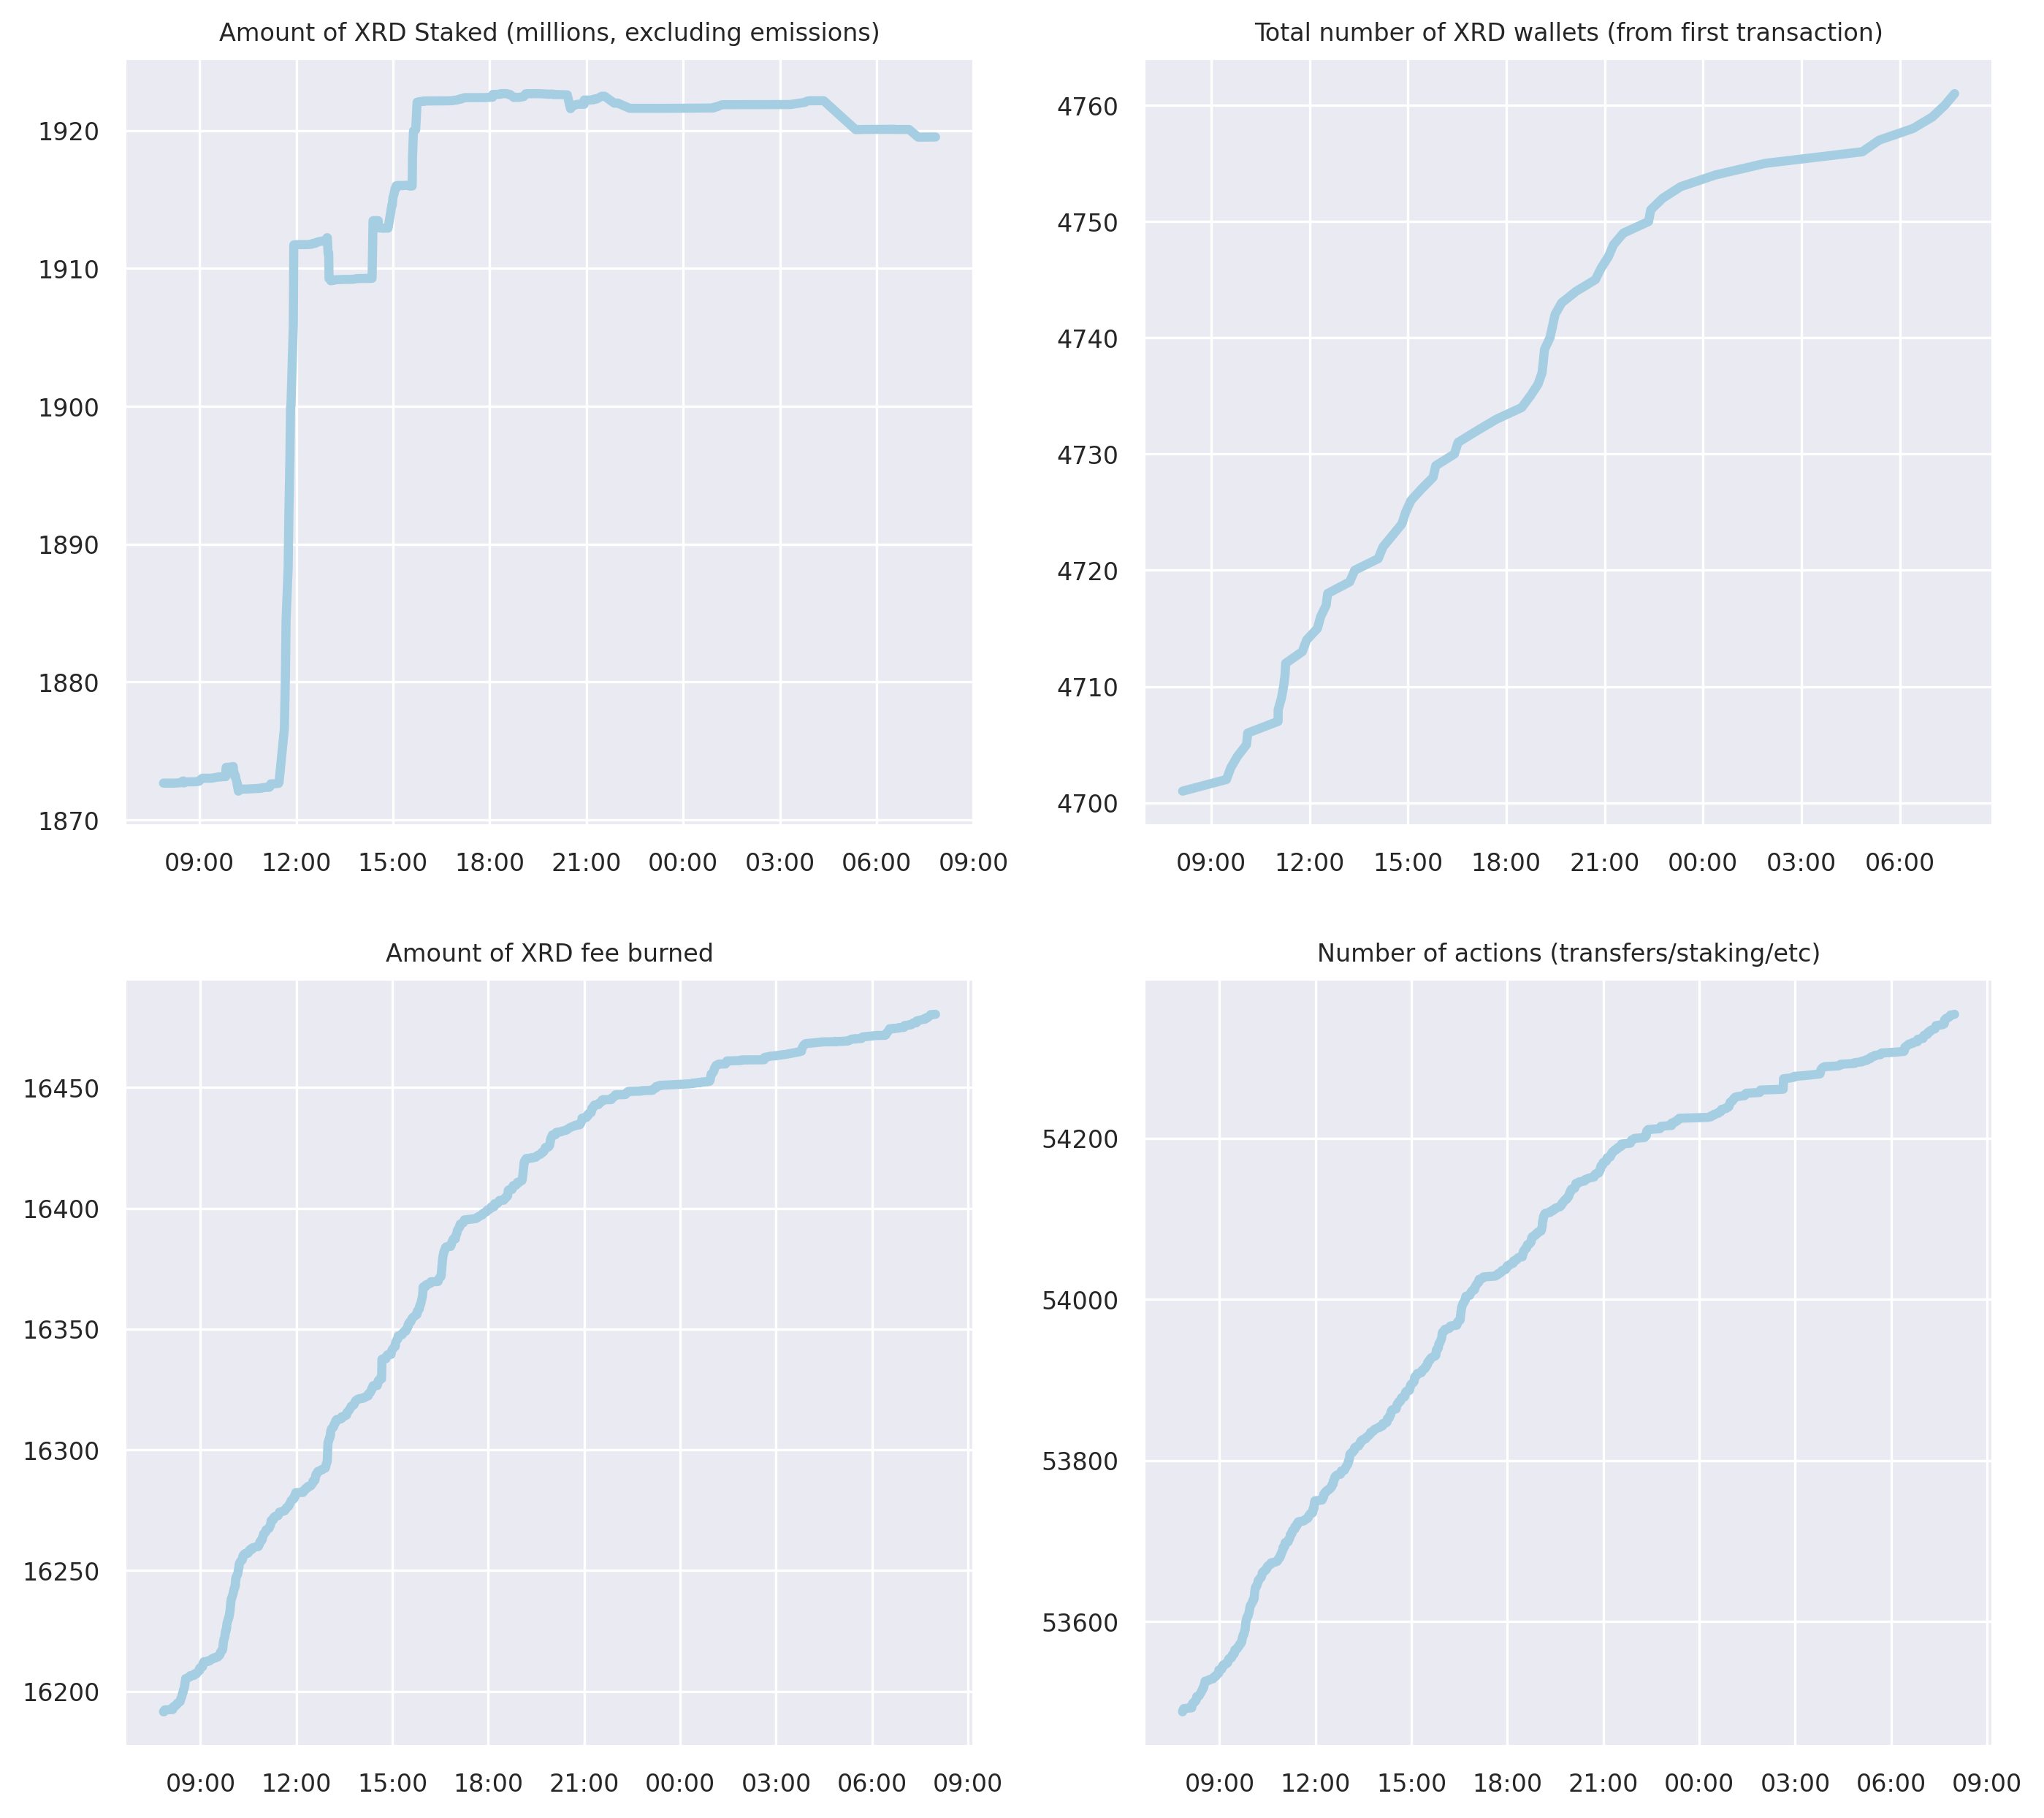 Amount of XRD Staked (millions, excluding emissions)
1920
1910
1900
1890
1880
1870
09:00 12:00 15:00 18:00 21:00 00:00 03:00 06:00 09:00
Total number of XRD wallets (from first transaction)
4760
4750
4740
4730
4720
4710
4700
09:00 12:00 15:00 18:00 21:00 00:00 03:00 06:00
Amount of XRD fee burned
16450
16400
16350
16300
16250
16200
09:00 12:00 15:00 18:00 21:00 00:00 03:00 06:00 09:00
Number of actions (transfers/staking/etc)
54200
54000
53800
53600
09:00 12:00 15:00 18:00 21:00 00:00 03:00 06:00 09:00